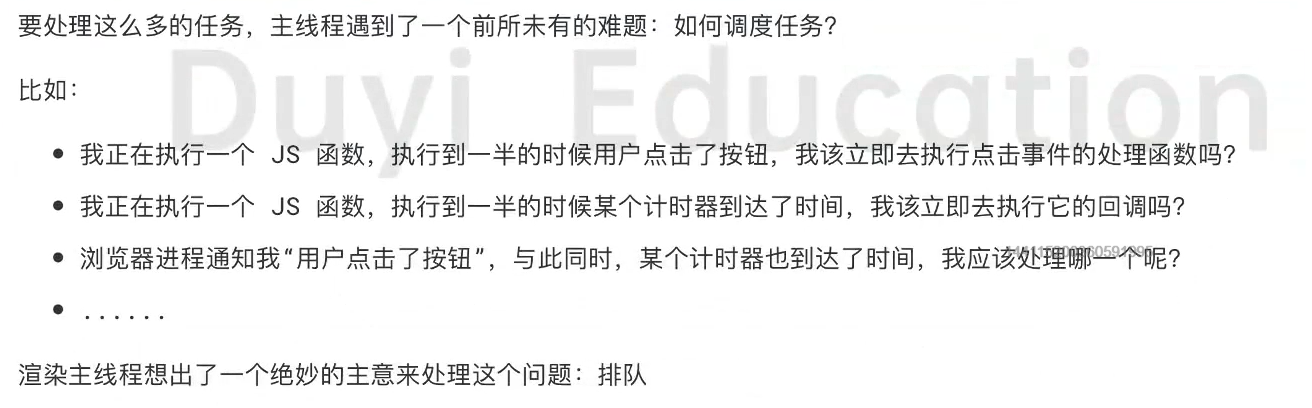 要处理这么多的任务，主线程遇到了一个前所未有的难题：如何调度任务？
Duyi Education
比如：
• 我正在执行一个 JS 函数，执行到一半的时候用户点击了按钮，我该立即去执行点击事件的处理函数吗？
• 我正在执行一个 JS 函数，执行到一半的时候某个计时器到达了时间，我该立即去执行它的回调吗？
• 浏览器进程通知我“用户点击了按钮”，与此同时，某个计时器也到达了时间，我应该处理哪一个呢？
• ......
渲染主线程想出了一个绝妙的主意来处理这个问题：排队